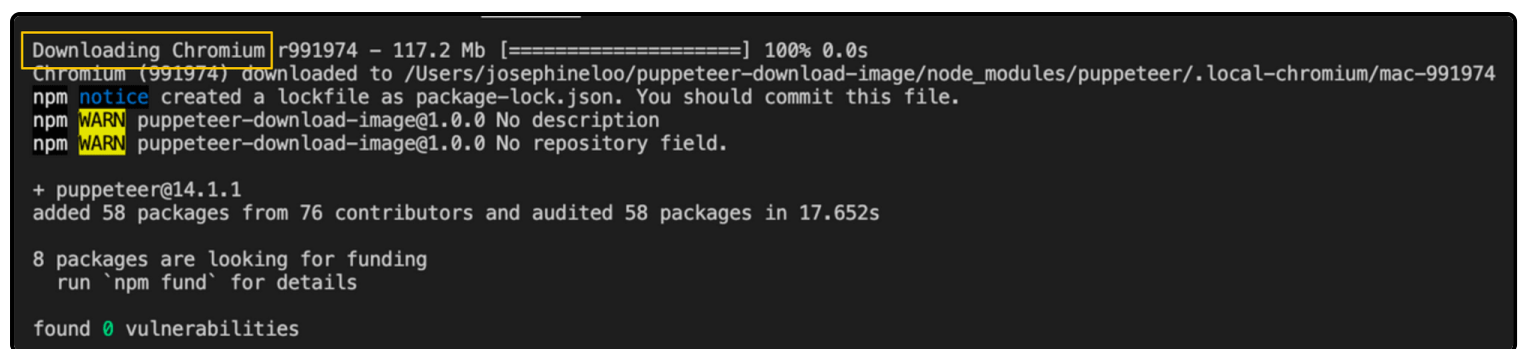 Downloading Chromium r991974 – 117.2 Mb [====================] 100% 0.0s
Chromium (991974) downloaded to /Users/josephineloo/puppeteer-download-image/node_modules/puppeteer/.local-chromium/mac-991974
npm notice created a lockfile as package-lock.json. You should commit this file.
npm WARN puppeteer-download-image@1.0.0 No description
npm WARN puppeteer-download-image@1.0.0 No repository field.
+ puppeteer@14.1.1
added 58 packages from 76 contributors and audited 58 packages in 17.652s
8 packages are looking for funding
run `npm fund` for details
found 0 vulnerabilities